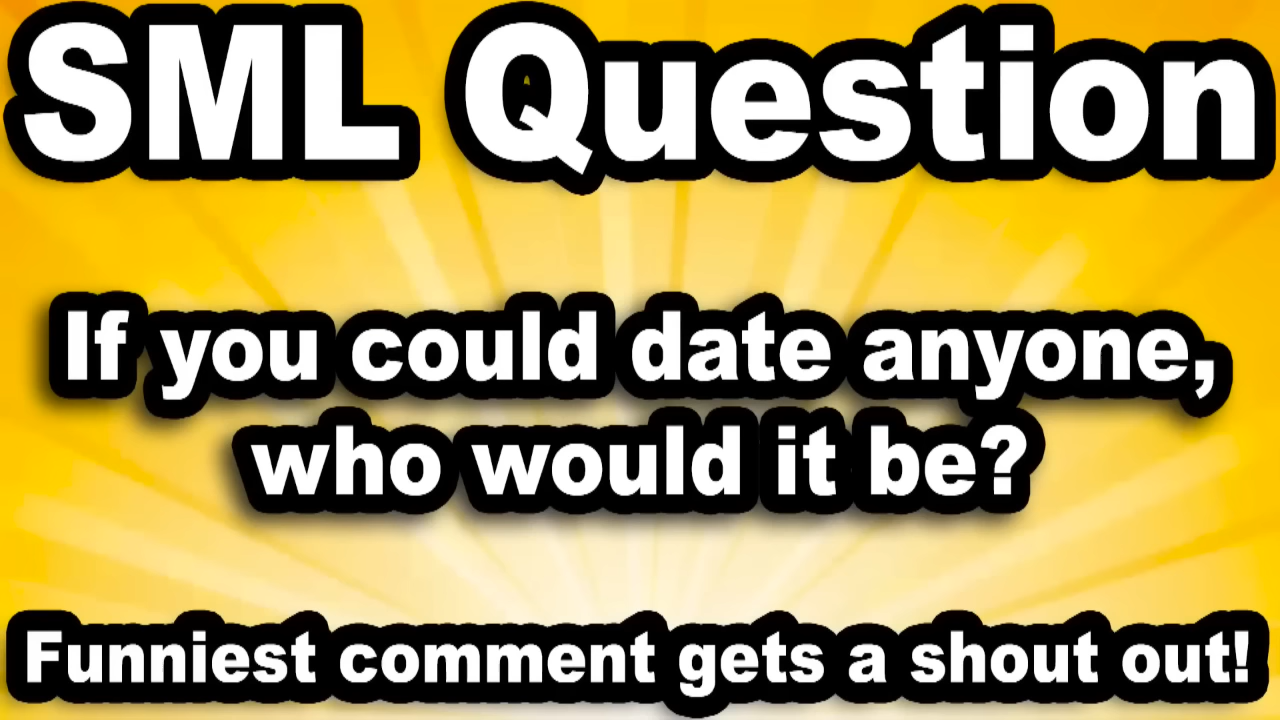 SML Question
If you could date anyone,
who would it be?
Funniest comment gets a shout out!